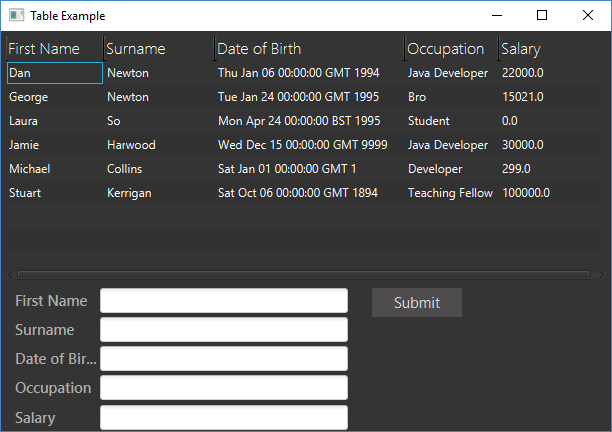 Table Example
First Name Surname Date of Birth Occupation Salary
Dan Newton Thu Jan 06 00:00:00 GMT 1994 Java Developer 22000.0
George Newton Tue Jan 24 00:00:00 GMT 1995 Bro 15021.0
Laura So Mon Apr 24 00:00:00 BST 1995 Student 0.0
Jamie Harwood Wed Dec 15 00:00:00 GMT 9999 Java Developer 30000.0
Michael Collins Sat Jan 01 00:00:00 GMT 1 Developer 299.0
Stuart Kerrigan Sat Oct 06 00:00:00 GMT 1894 Teaching Fellow 100000.0
First Name Submit
Surname
Date of Bir...
Occupation
Salary